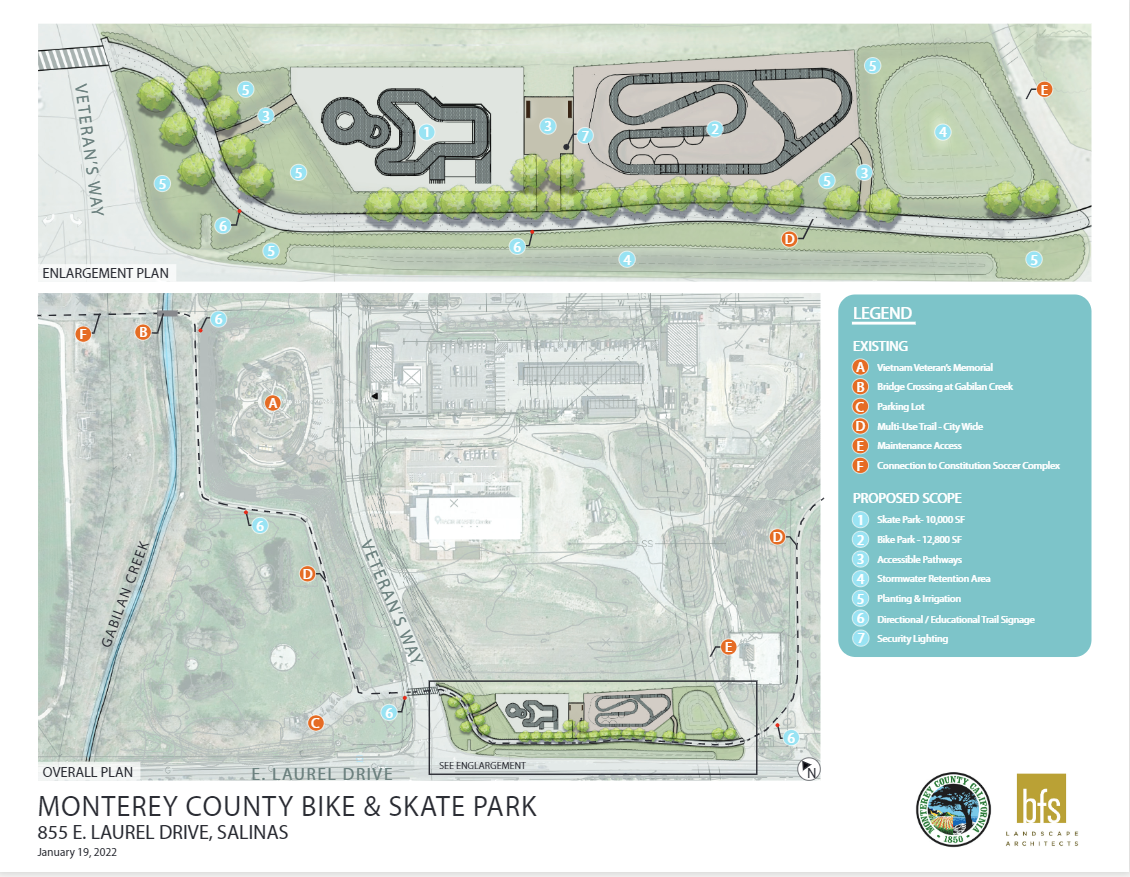 VETERAN'S WAY
5
3
1
5
5
6
5
3
7
2
5
4
E
3
5
D
6
4
5
ENLARGEMENT PLAN
F
B
6
A
6
D
GABILAN CREEK
VETERAN'S WAY
SS
SS
D
E
6
C
6
SEE ENGLARGEMENT
N
OVERALL PLAN
E. LAUREL DRIVE
LEGEND
EXISTING
A Vietnam Veteran's Memorial
B Bridge Crossing at Gabilan Creek
C Parking Lot
D Multi-Use Trail - City Wide
E Maintenance Access
F Connection to Constitution Soccer Complex
PROPOSED SCOPE
1 Skate Park- 10,000 SF
2 Bike Park - 12,800 SF
3 Accessible Pathways
4 Stormwater Retention Area
5 Planting & Irrigation
6 Directional / Educational Trail Signage
7 Security Lighting
MONTEREY COUNTY BIKE & SKATE PARK
855 E. LAUREL DRIVE, SALINAS
January 19, 2022
MONTEREY COUNTY CALIFORNIA
1850
bfs
LANDSCAPE
ARCHITECTS